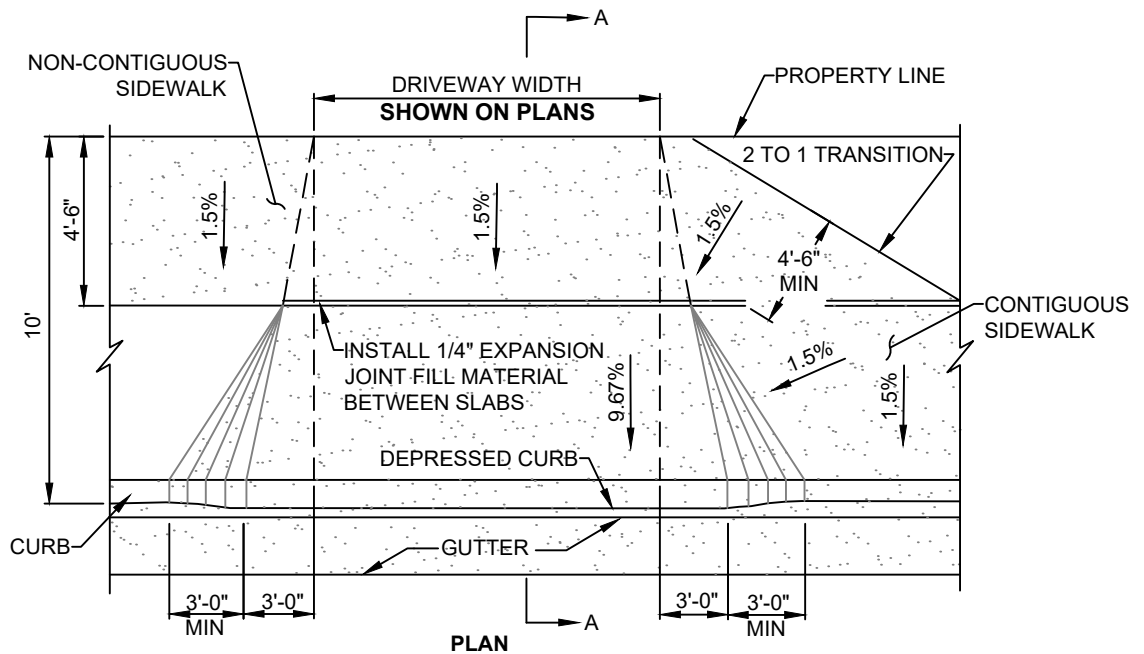 A
NON-CONTIGUOUS
SIDEWALK
DRIVEWAY WIDTH
SHOWN ON PLANS
PROPERTY LINE
2 TO 1 TRANSITION
4'-6"
1.5%
1.5%
1.5%
4'-6"
MIN
10'
CONTIGUOUS
SIDEWALK
INSTALL 1/4" EXPANSION
JOINT FILL MATERIAL
BETWEEN SLABS
9.67%
1.5%
1.5%
DEPRESSED CURB
CURB
GUTTER
3'-0"
MIN
3'-0"
3'-0"
3'-0"
MIN
A
PLAN